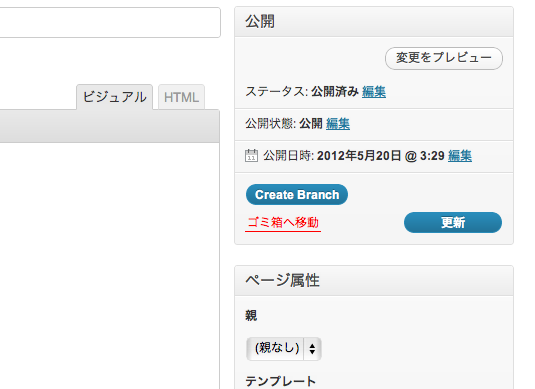 公開
変更をプレビュー
ビジュアル HTML
ステータス: 公開済み 編集
公開状態: 公開 編集
11 公開日時: 2012年5月20日 @ 3:29 編集
Create Branch
ゴミ箱へ移動 更新
ページ属性
親
(親なし)
テンプレート